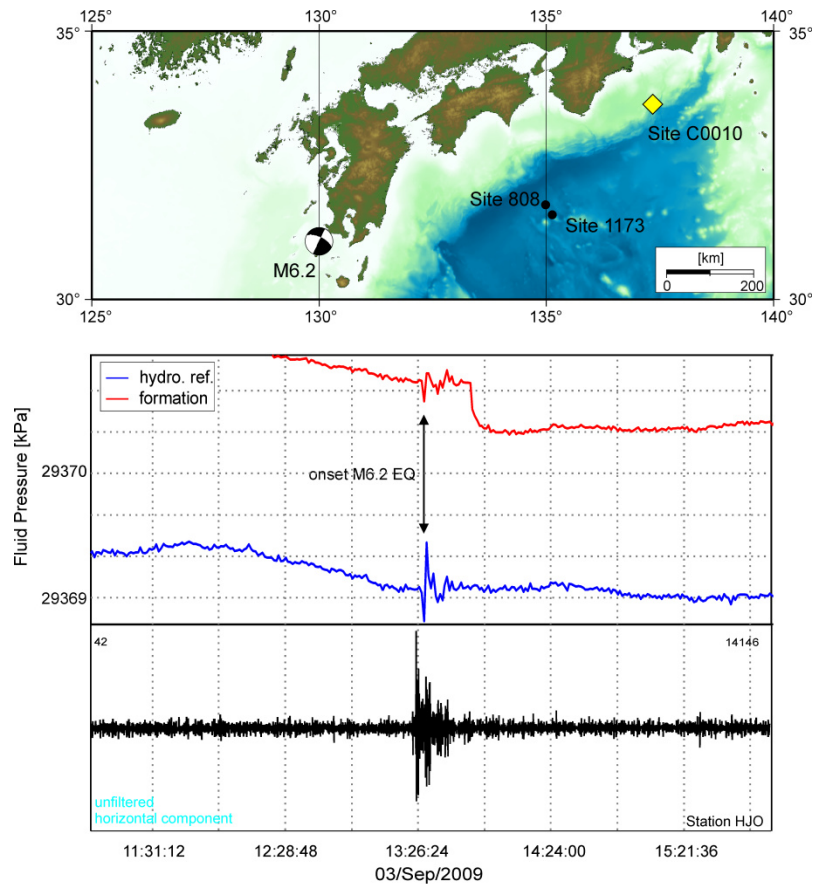 125° 130° 135° 140°
35° 35°
Site C0010
Site 808
Site 1173
M6.2
[km]
0 200
30° 30°
125° 130° 135° 140°
hydro. ref.
formation
Fluid Pressure [kPa]
onset M6.2 EQ
29370
29369
42 14146
unfiltered
horizontal component
Station HJO
11:31:12 12:28:48 13:26:24 14:24:00 15:21:36
03/Sep/2009